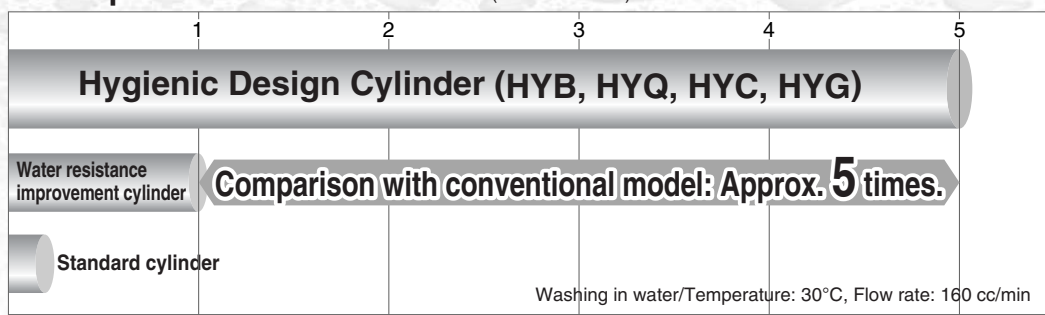 1 2 3 4 5
Hygienic Design Cylinder (HYB, HYQ, HYC, HYG)
Water resistance
improvement cylinder
Comparison with conventional model: Approx. 5 times.
Standard cylinder
Washing in water/Temperature: 30°C, Flow rate: 160 cc/min